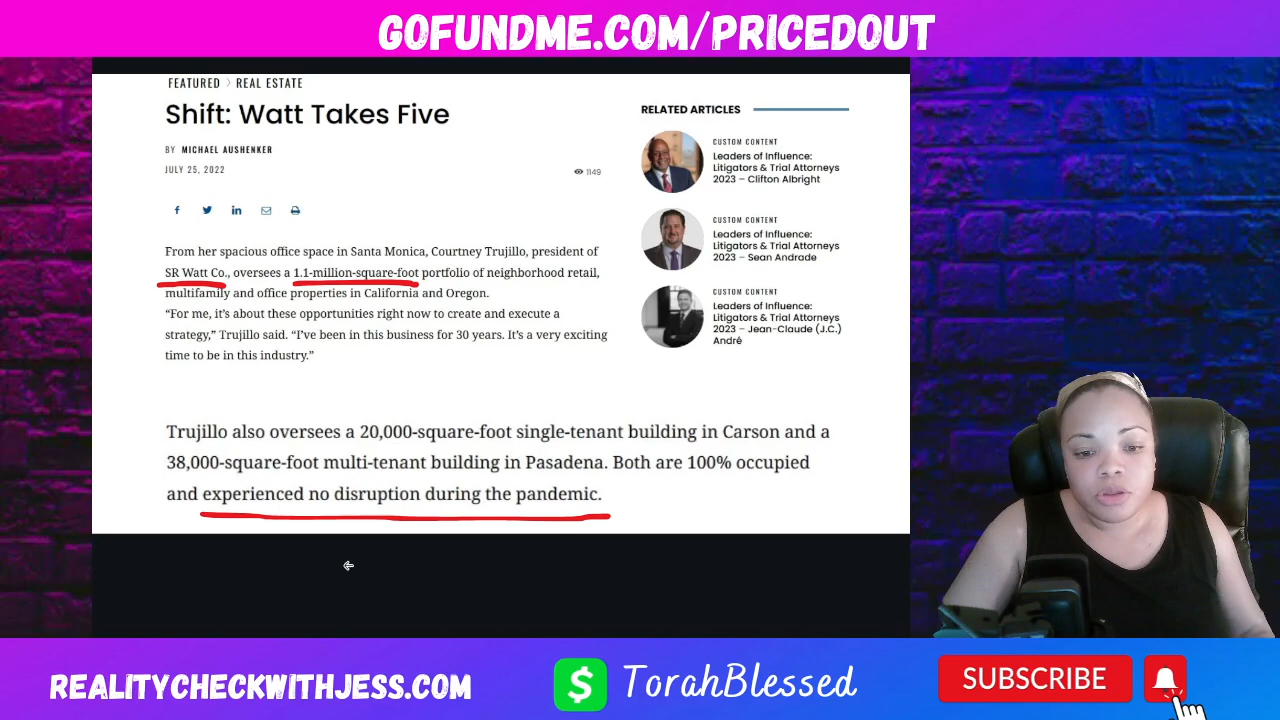 GOFUNDME.COM/PRICEDOUT
FEATURED > REAL ESTATE
Shift: Watt Takes Five
BY MICHAEL AUSHENKER
JULY 25, 2022
1149
From her spacious office space in Santa Monica, Courtney Trujillo, president of
SR Watt Co., oversees a 1.1-million-square-foot portfolio of neighborhood retail,
multifamily and office properties in California and Oregon.
“For me, it’s about these opportunities right now to create and execute a
strategy,” Trujillo said. “I’ve been in this business for 30 years. It’s a very exciting
time to be in this industry.”
Trujillo also oversees a 20,000-square-foot single-tenant building in Carson and a
38,000-square-foot multi-tenant building in Pasadena. Both are 100% occupied
and experienced no disruption during the pandemic.
RELATED ARTICLES
CUSTOM CONTENT
Leaders of Influence:
Litigators & Trial Attorneys
2023 – Clifton Albright
CUSTOM CONTENT
Leaders of Influence:
Litigators & Trial Attorneys
2023 – Sean Andrade
CUSTOM CONTENT
Leaders of Influence:
Litigators & Trial Attorneys
2023 – Jean-Claude (J.C.)
André
REALITYCHECKWITHJESS.COM
$ TorahBlessed
SUBSCRIBE